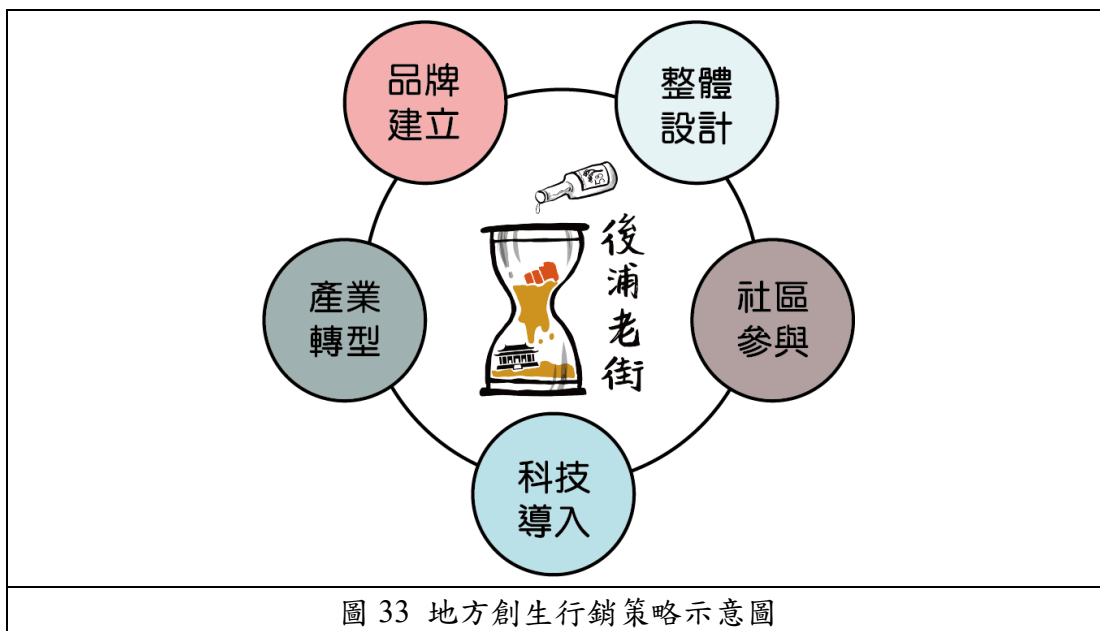 品牌
建立
整體
設計
後浦老街
產業
轉型
社區
參與
科技
導入
圖 33 地方創生行銷策略示意圖